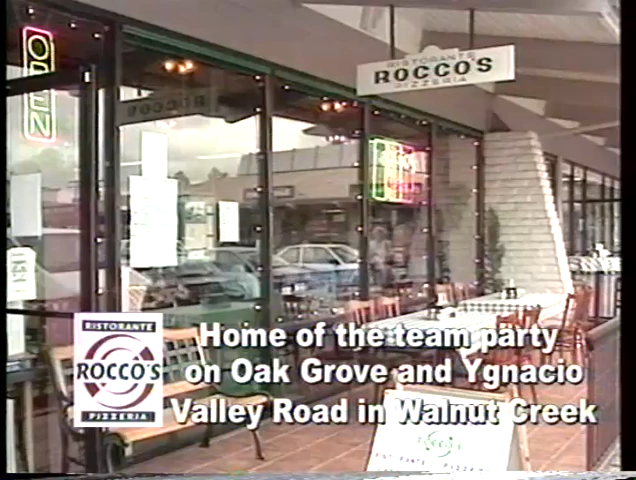 OPEN
RISTORANTE
ROCCO'S
PIZZERIA
RISTORANTE
ROCCO'S
PIZZERIA
Home of the team party
on Oak Grove and Ygnacio
Valley Road in Walnut Creek